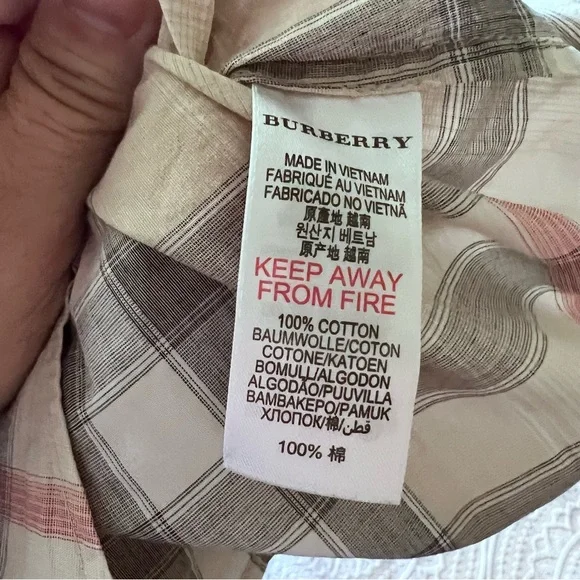 BURBERRY
MADE IN VIETNAM
FABRIQUÉ AU VIETNAM
FABRICADO NO VIETNÃ
原產地 越南
원산지 베트남
原产地 越南
KEEP AWAY
FROM FIRE
100% COTTON
BAUMWOLLE/COTON
COTONE/KATOEN
BOMULL/ALGODON
ALGODÃO/PUUVILLA
ΒΑΜΒΑΚΕΡΟ/PAMUK
ХЛОПОК/棉/قطن
100% 棉